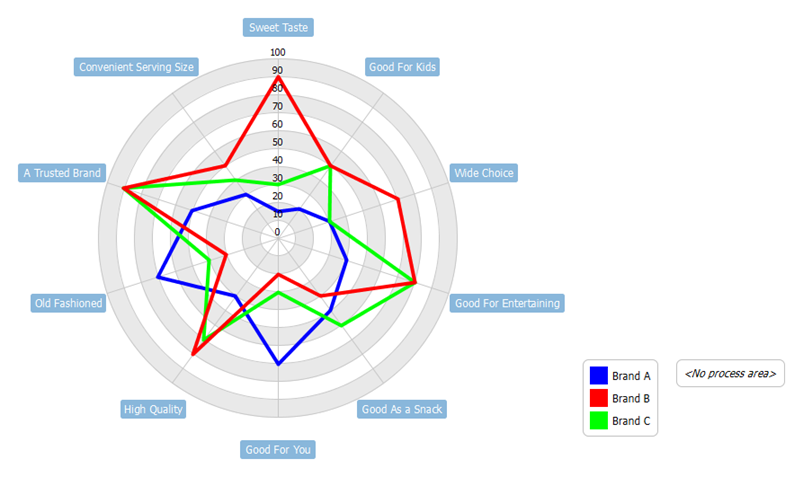 Sweet Taste
Convenient Serving Size
Good For Kids
100
90
80
70
60
50
40
30
20
10
0
A Trusted Brand
Wide Choice
Old Fashioned
Good For Entertaining
High Quality
Good As a Snack
Good For You
Brand A
Brand B
Brand C
<No process area>